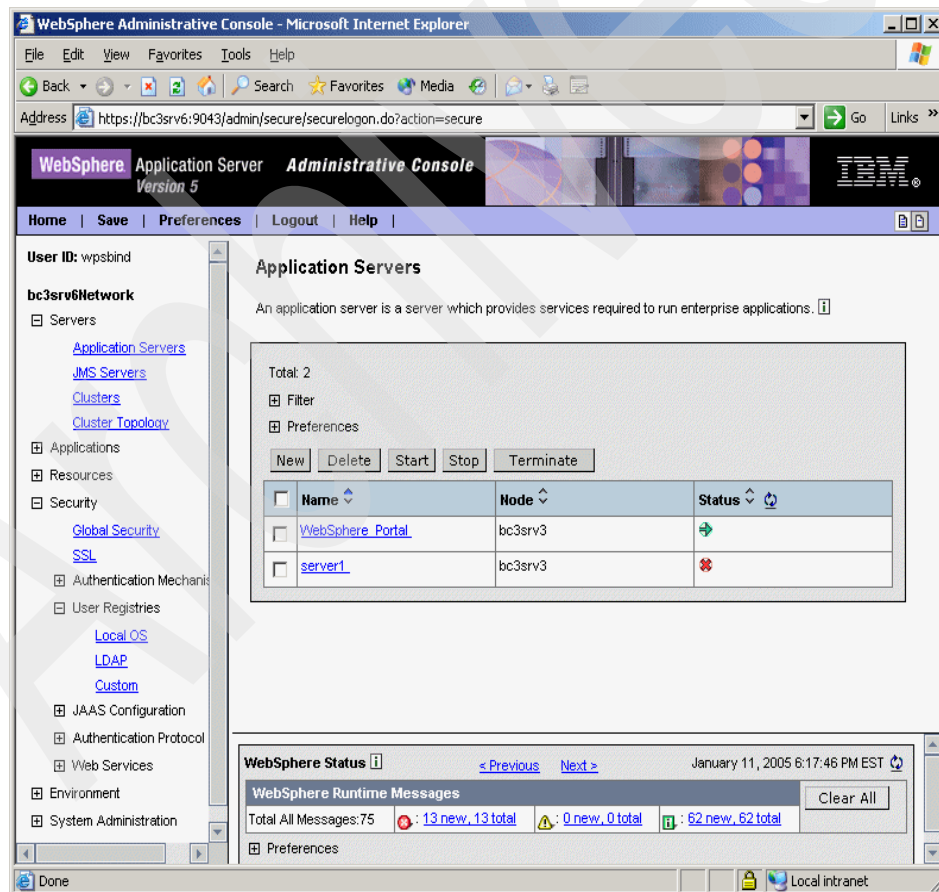 WebSphere Administrative Console - Microsoft Internet Explorer
File Edit View Favorites Tools Help
Back Search Favorites Media
Address https://bc3srv6:9043/admin/secure/securelogon.do?action=secure Go Links »
WebSphere Application Server Administrative Console
Version 5
IBM®
Home | Save | Preferences | Logout | Help |
User ID: wpsbind
bc3srv6Network
Servers
Application Servers
JMS Servers
Clusters
Cluster Topology
Applications
Resources
Security
Global Security
SSL
Authentication Mechanis
User Registries
Local OS
LDAP
Custom
JAAS Configuration
Authentication Protocol
Web Services
Environment
System Administration
Application Servers
An application server is a server which provides services required to run enterprise applications. i
Total: 2
Filter
Preferences
New Delete Start Stop Terminate
Name Node Status
WebSphere_Portal bc3srv3
server1 bc3srv3
WebSphere Status i < Previous Next > January 11, 2005 6:17:46 PM EST
WebSphere Runtime Messages
Clear All
Total All Messages:75 : 13 new, 13 total : 0 new, 0 total : 62 new, 62 total
Preferences
Done Local intranet